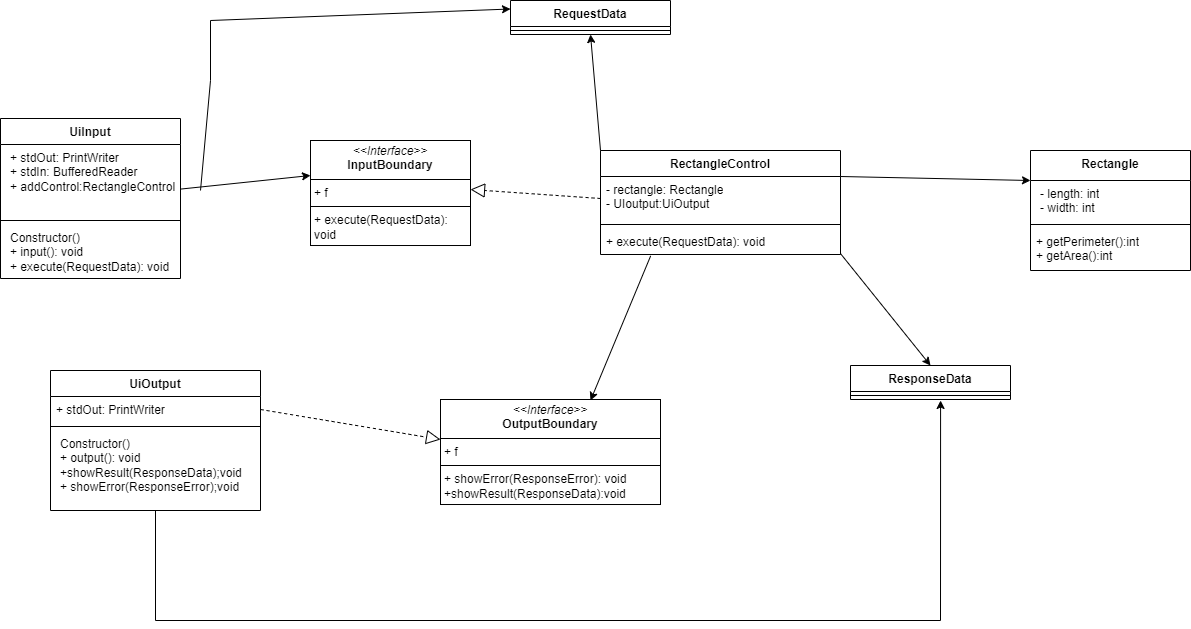 RequestData
UiInput
+ stdOut: PrintWriter
+ stdIn: BufferedReader
+ addControl:RectangleControl
Constructor()
+ input(): void
+ execute(RequestData): void
<<Interface>>
InputBoundary
+ f
+ execute(RequestData):
void
RectangleControl
- rectangle: Rectangle
- UIoutput:UiOutput
+ execute(RequestData): void
Rectangle
- length: int
- width: int
+ getPerimeter():int
+ getArea():int
UiOutput
+ stdOut: PrintWriter
Constructor()
+ output(): void
+showResult(ResponseData);void
+ showError(ResponseError);void
<<Interface>>
OutputBoundary
+ f
+ showError(ResponseError): void
+showResult(ResponseData):void
ResponseData